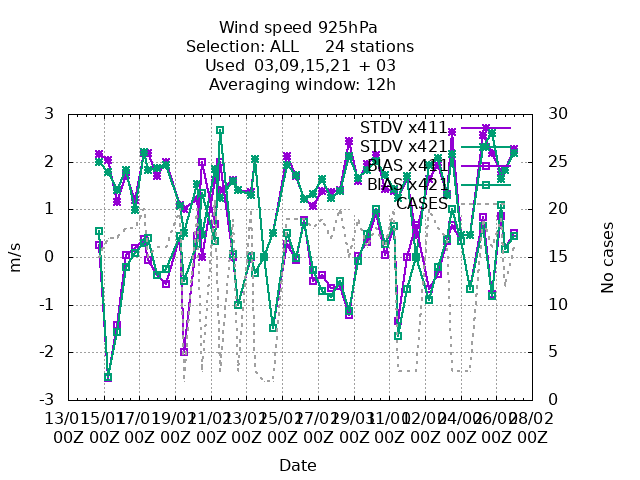 Wind speed 925hPa
Selection: ALL 24 stations
Used 03,09,15,21 + 03
Averaging window: 12h
3 30
STDV x411
STDV x421
2 25
BIAS x411
BIAS x421
CASES
1 20
m/s
0 15
No cases
-1 10
-2 5
-3 0
13/01 15/01 17/01 19/01 21/01 23/01 25/01 27/01 29/01 31/01 02/02 04/02 26/02 28/02
00Z 00Z 00Z 00Z 00Z 00Z 00Z 00Z 00Z 00Z 00Z 00Z 00Z 00Z
Date